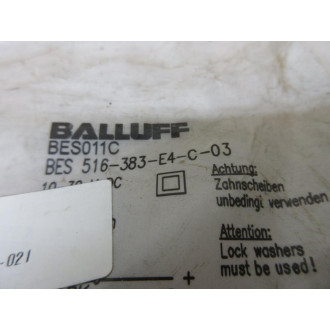 BALLUFF
BES011C
BES 516-383-E4-C-03
Achtung:
Zahnscheiben
unbedingt verwenden
-021
Attention:
Lock washers
must be used!
+